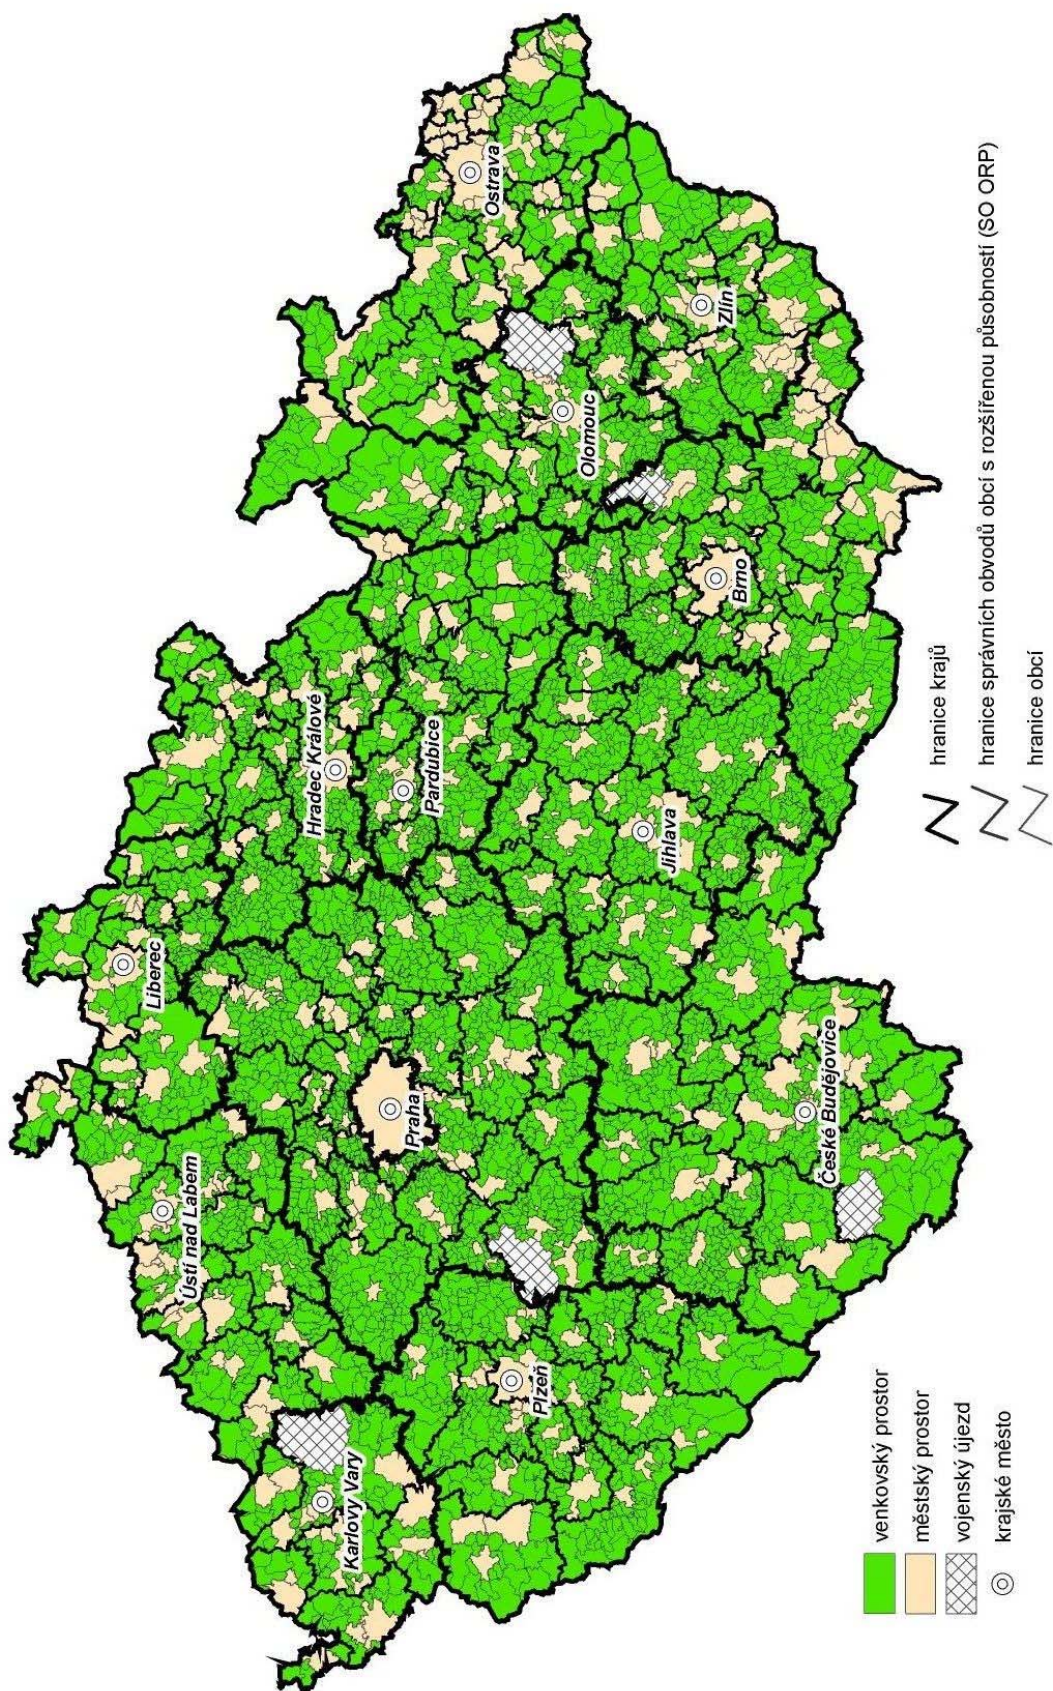 Liberec
Ústí nad Labem
Karlovy Vary
Hradec Králové
Pardubice
Praha
Plzeň
Ostrava
Olomouc
Jihlava
Zlín
Brno
České Budějovice
venkovský prostor
městský prostor
vojenský újezd
krajské město
hranice krajů
hranice správních obvodů obcí s rozšířenou působností (SO ORP)
hranice obcí